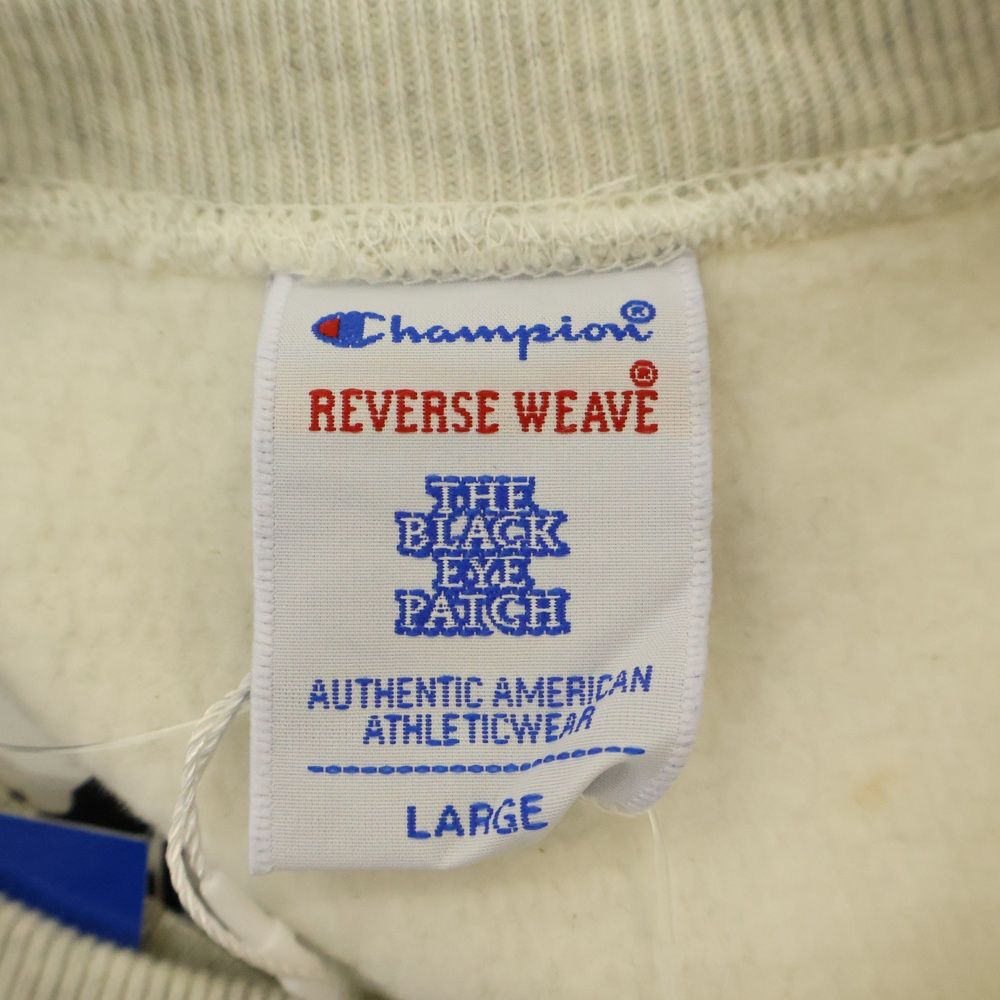 Champion®
REVERSE WEAVE®
THE
BLACK
EYE
PATCH
AUTHENTIC AMERICAN
ATHLETICWEAR
LARGE